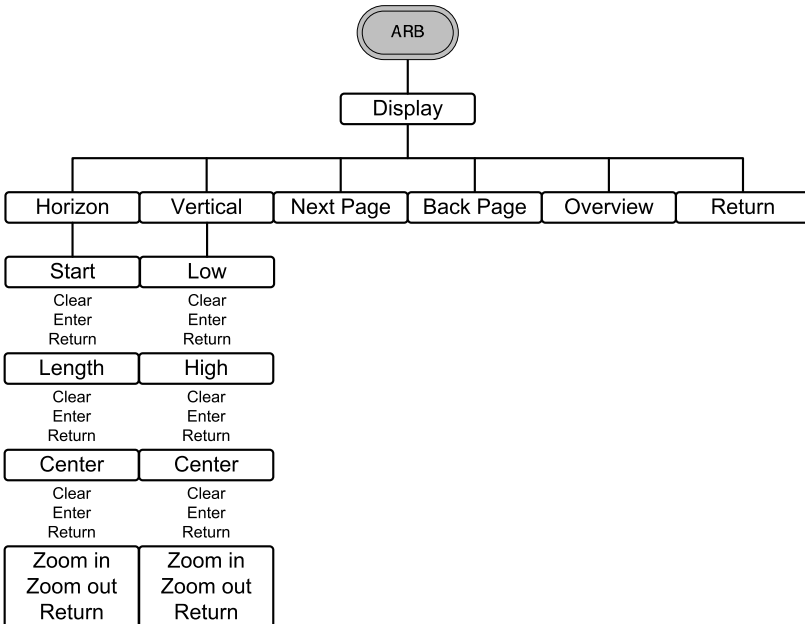 ARB
Display
Horizon Vertical Next Page Back Page Overview Return
Start Low
Clear Clear
Enter Enter
Return Return
Length High
Clear Clear
Enter Enter
Return Return
Center Center
Clear Clear
Enter Enter
Return Return
Zoom in Zoom in
Zoom out Zoom out
Return Return